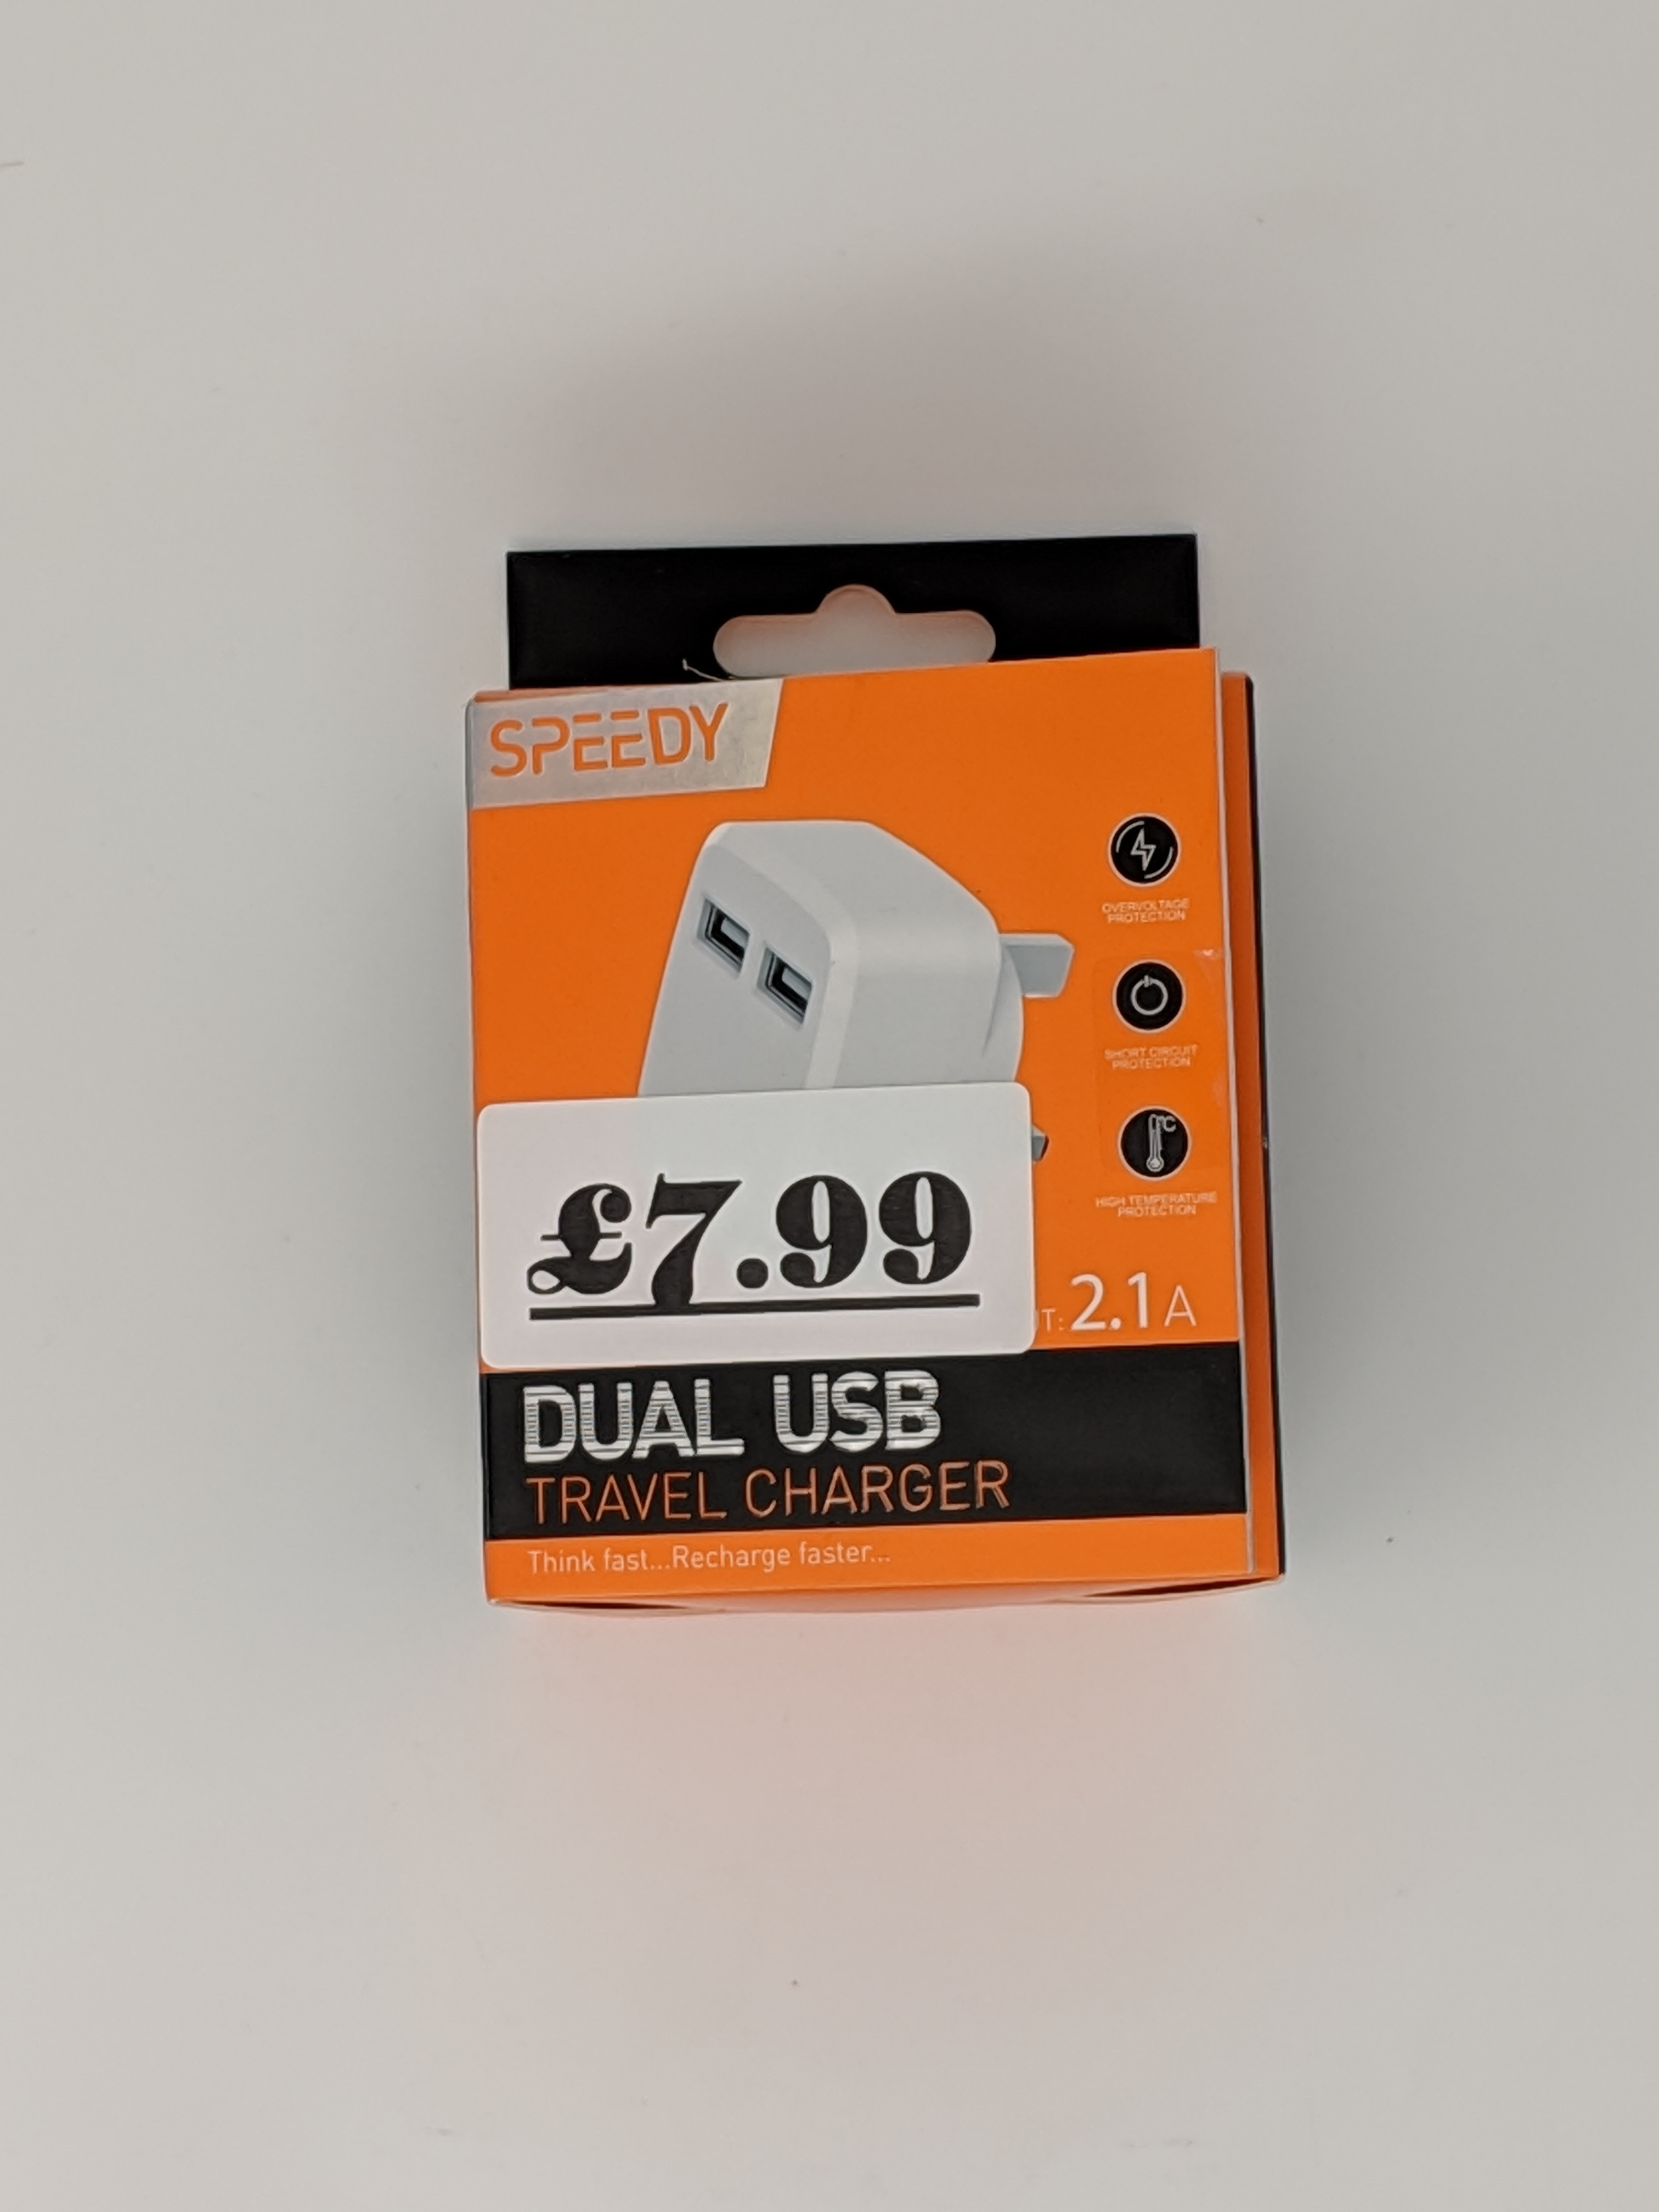 SPEEDY
OVERVOLTAGE
PROTECTION
SHORT CIRCUIT
PROTECTION
°C
HIGH TEMPERATURE
PROTECTION
£7.99
2.1A
DUAL USB
TRAVEL CHARGER
Think fast...Recharge faster...